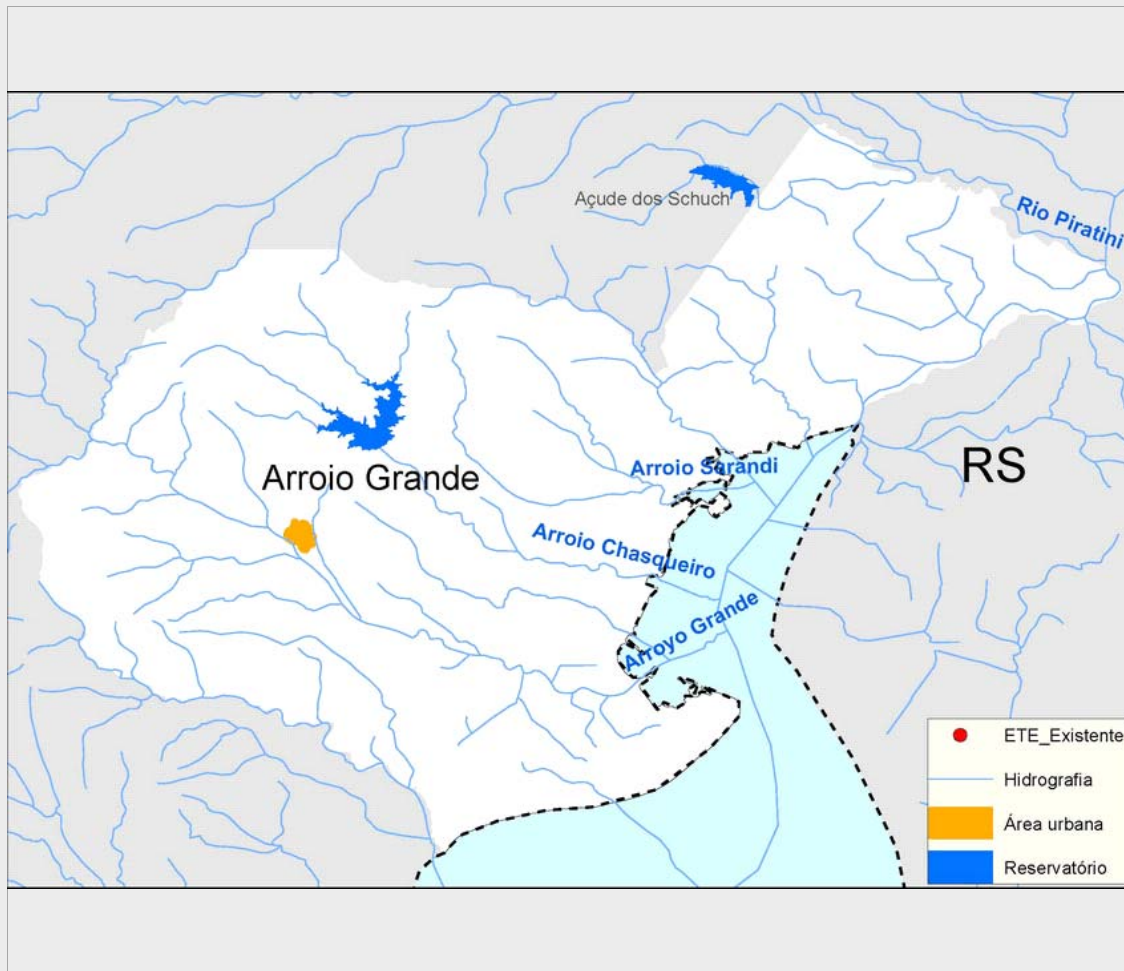 Açude dos Schuch
Rio Piratini
Arroio Grande
Arroio Sarandi
RS
Arroio Chasqueiro
Arroyo Grande
ETE_Existente
Hidrografia
Área urbana
Reservatório